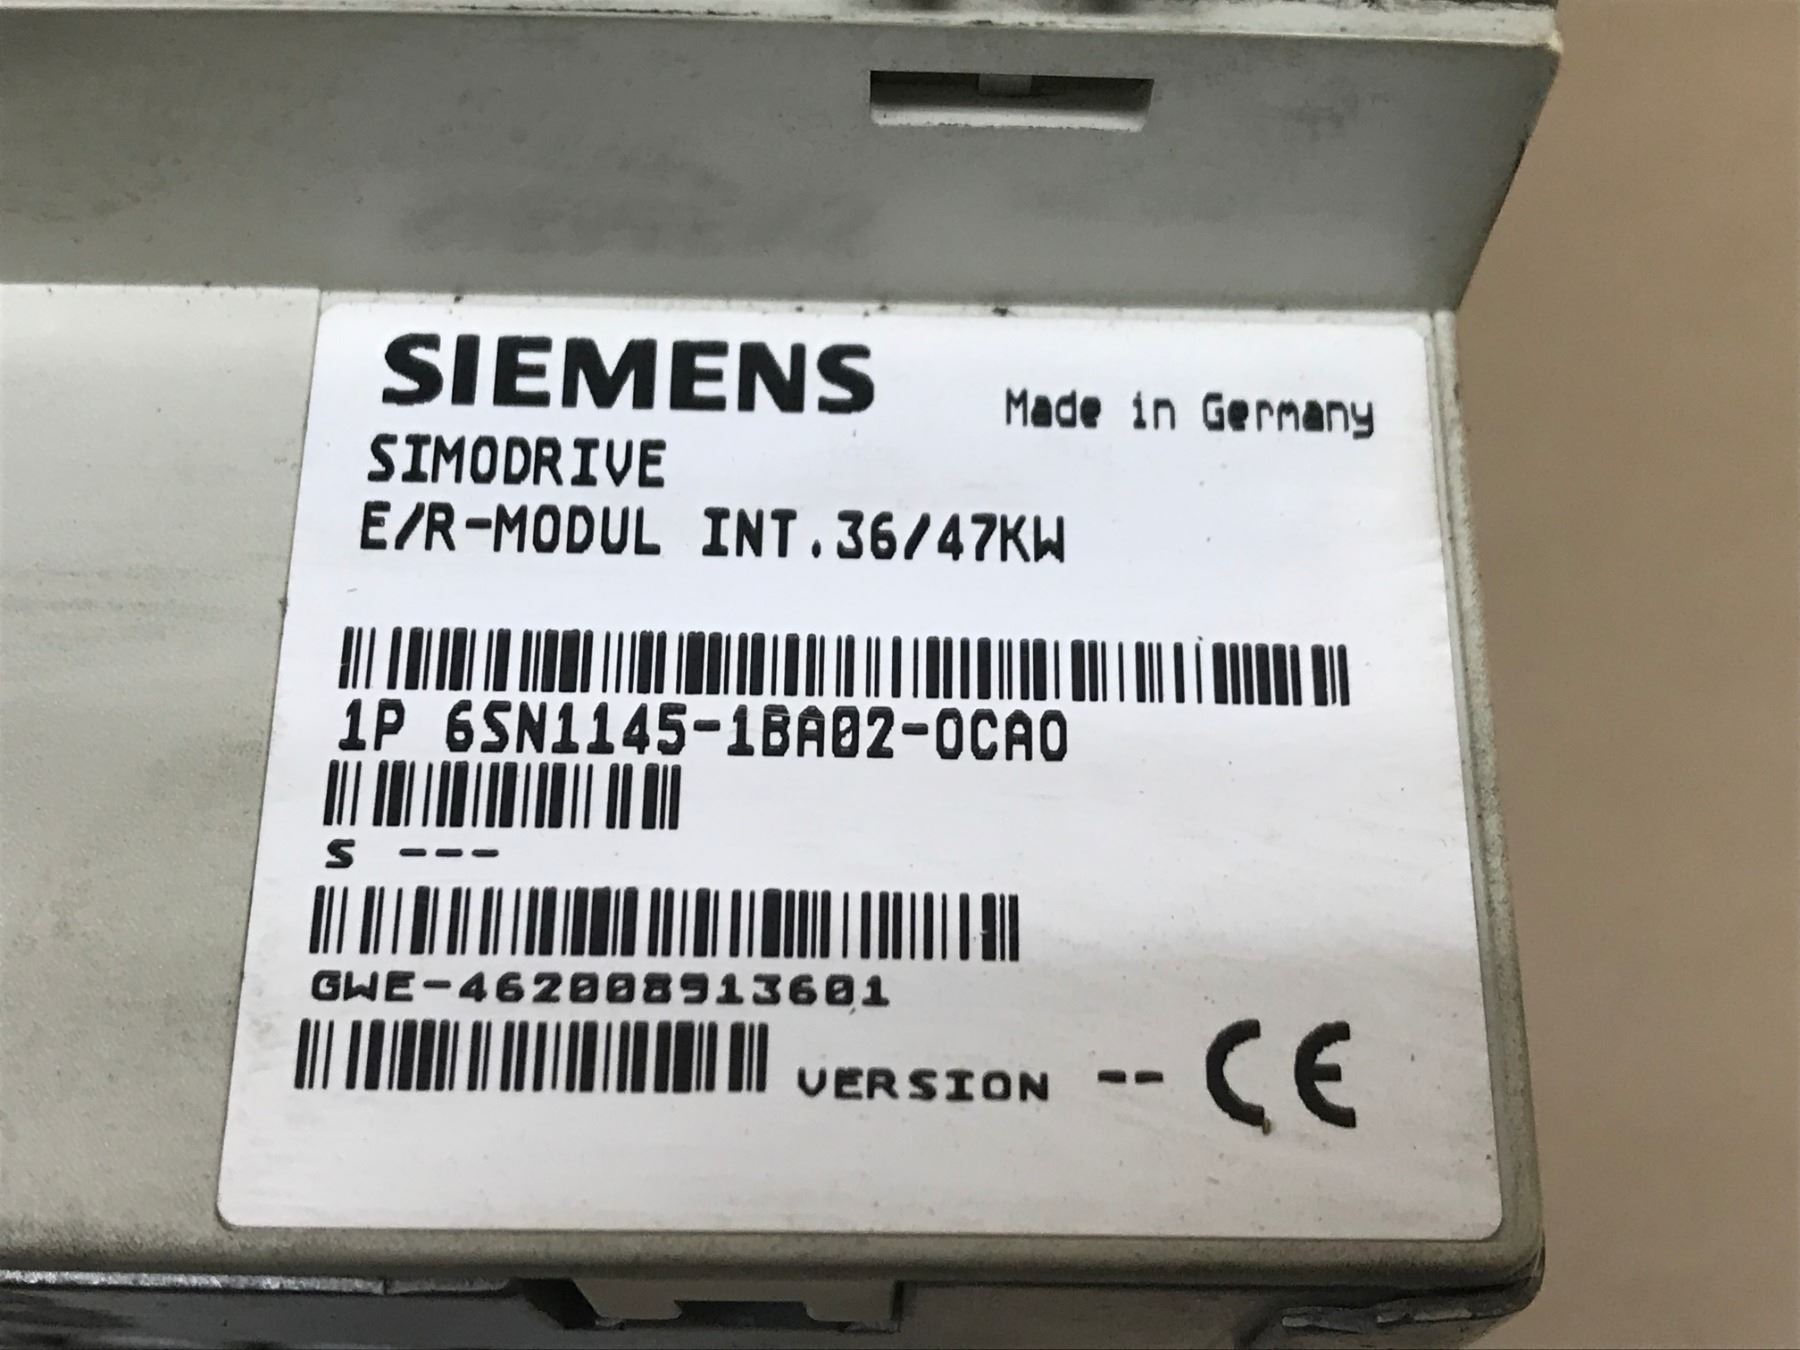 SIEMENS
Made in Germany
SIMODRIVE
E/R-MODUL INT.36/47KW
1P 6SN1145-1BA02-0CA0
S ---
GWE-462008913601
VERSION -- CE